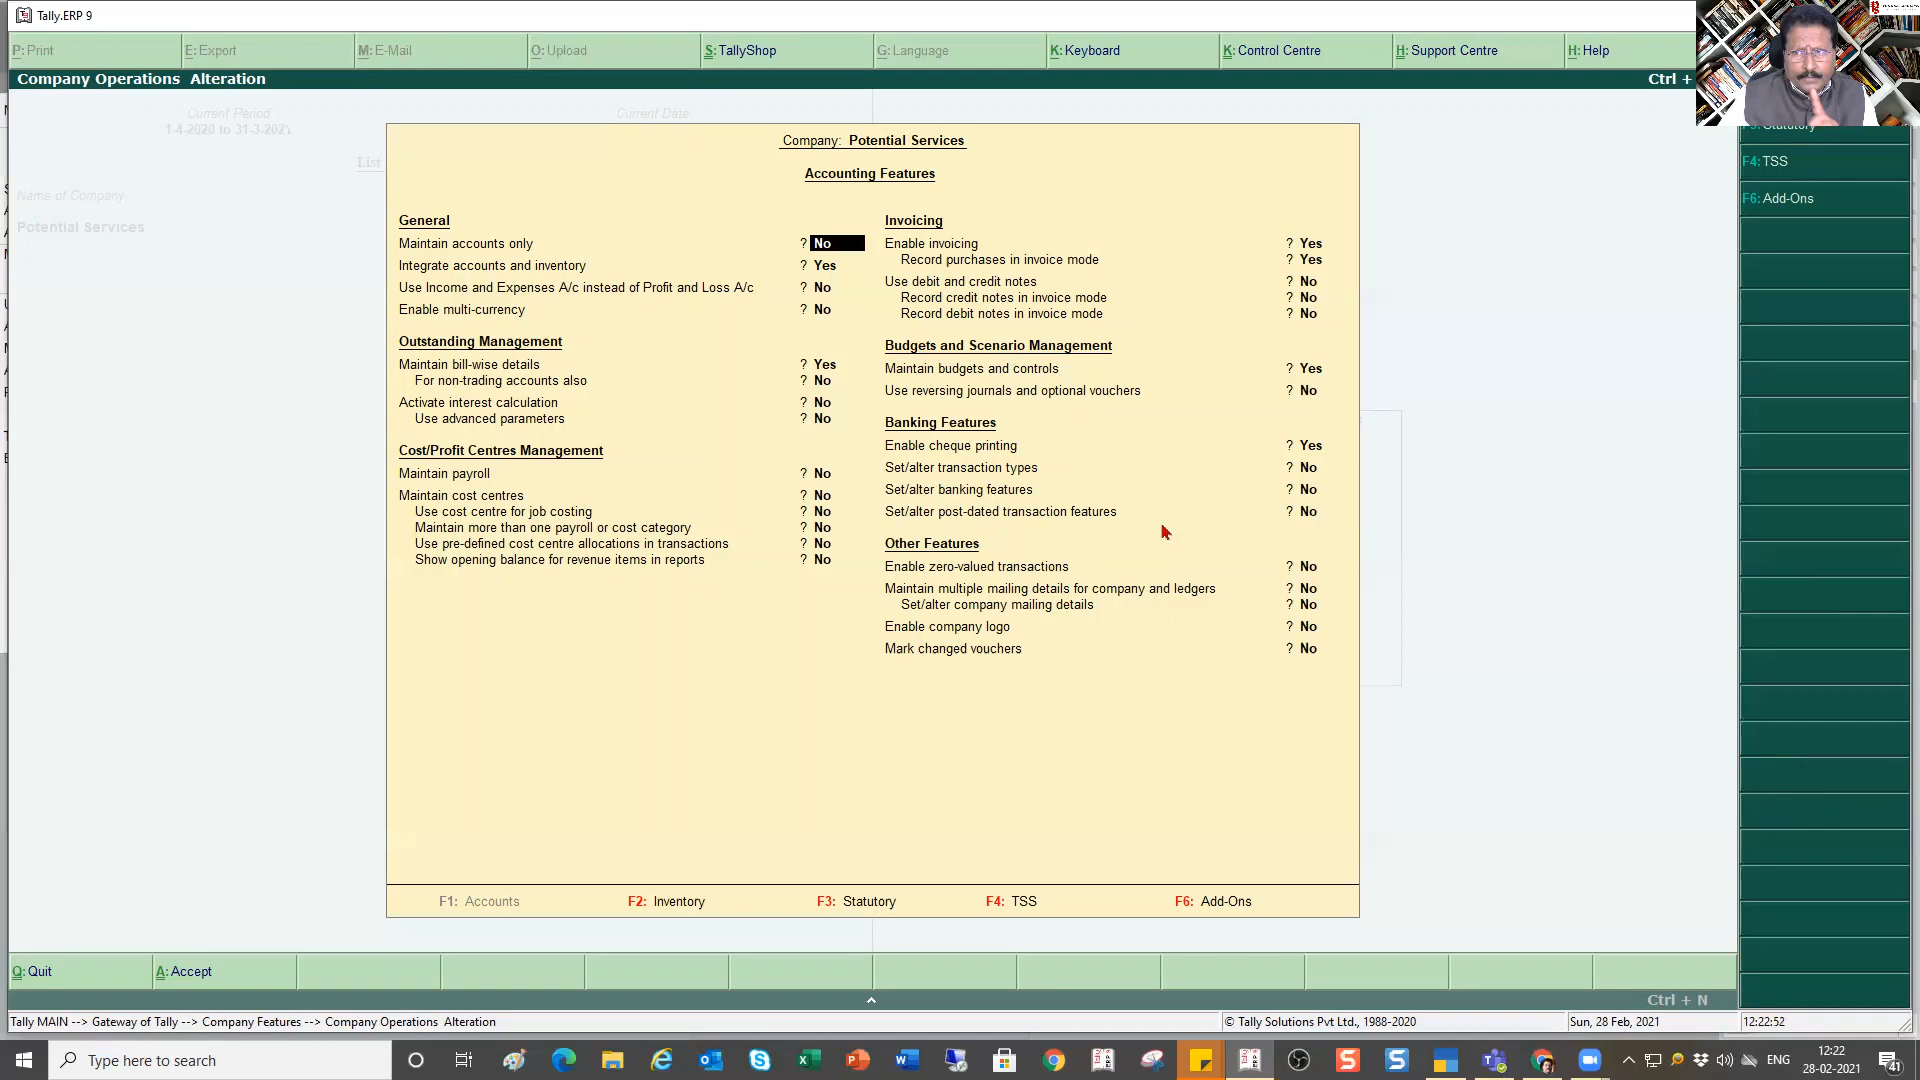 Tally.ERP 9
P: Print
E: Export
M: E-Mail
O: Upload
S: TallyShop
G: Language
K: Keyboard
K: Control Centre
H: Support Centre
H: Help
Company Operations Alteration
Ctrl +
Current Period
1-4-2020 to 31-3-2021
Current Date
List
Name of Company
Potential Services
Company: Potential Services
Accounting Features
General
Maintain accounts only ? No
Integrate accounts and inventory ? Yes
Use Income and Expenses A/c instead of Profit and Loss A/c ? No
Enable multi-currency ? No
Outstanding Management
Maintain bill-wise details ? Yes
For non-trading accounts also ? No
Activate interest calculation ? No
Use advanced parameters ? No
Cost/Profit Centres Management
Maintain payroll ? No
Maintain cost centres ? No
Use cost centre for job costing ? No
Maintain more than one payroll or cost category ? No
Use pre-defined cost centre allocations in transactions ? No
Show opening balance for revenue items in reports ? No
Invoicing
Enable invoicing ? Yes
Record purchases in invoice mode ? Yes
Use debit and credit notes ? No
Record credit notes in invoice mode ? No
Record debit notes in invoice mode ? No
Budgets and Scenario Management
Maintain budgets and controls ? Yes
Use reversing journals and optional vouchers ? No
Banking Features
Enable cheque printing ? Yes
Set/alter transaction types ? No
Set/alter banking features ? No
Set/alter post-dated transaction features ? No
Other Features
Enable zero-valued transactions ? No
Maintain multiple mailing details for company and ledgers ? No
Set/alter company mailing details ? No
Enable company logo ? No
Mark changed vouchers ? No
F1: Accounts
F2: Inventory
F3: Statutory
F4: TSS
F6: Add-Ons
F3: Statutory
F4: TSS
F6: Add-Ons
Q: Quit
A: Accept
Ctrl + N
Tally MAIN --> Gateway of Tally --> Company Features --> Company Operations Alteration
© Tally Solutions Pvt Ltd., 1988-2020
Sun, 28 Feb, 2021
12:22:52
Type here to search
ENG
12:22
28-02-2021
41